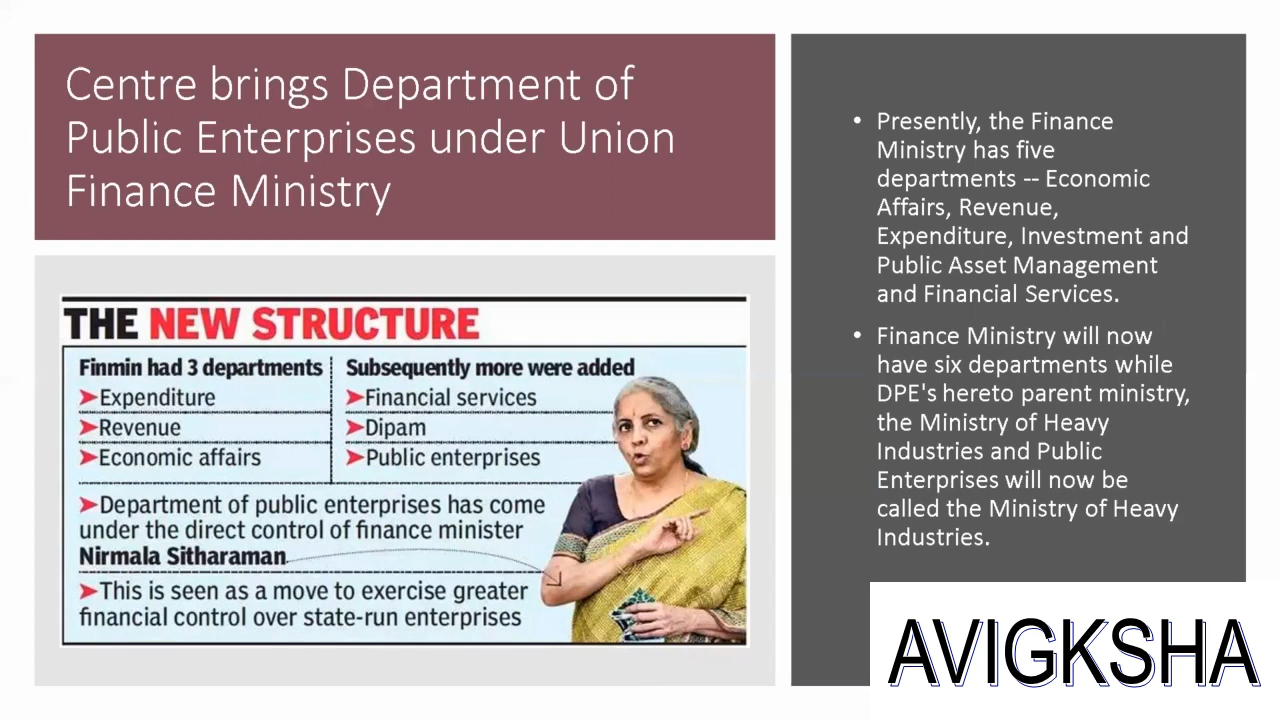 Centre brings Department of
Public Enterprises under Union
Finance Ministry
THE NEW STRUCTURE
Finmin had 3 departments
➤Expenditure
➤Revenue
➤Economic affairs
Subsequently more were added
➤Financial services
➤Dipam
➤Public enterprises
➤Department of public enterprises has come
under the direct control of finance minister
Nirmala Sitharaman
➤This is seen as a move to exercise greater
financial control over state-run enterprises
• Presently, the Finance
Ministry has five
departments -- Economic
Affairs, Revenue,
Expenditure, Investment and
Public Asset Management
and Financial Services.
• Finance Ministry will now
have six departments while
DPE's hereto parent ministry,
the Ministry of Heavy
Industries and Public
Enterprises will now be
called the Ministry of Heavy
Industries.
AVIGKSHA